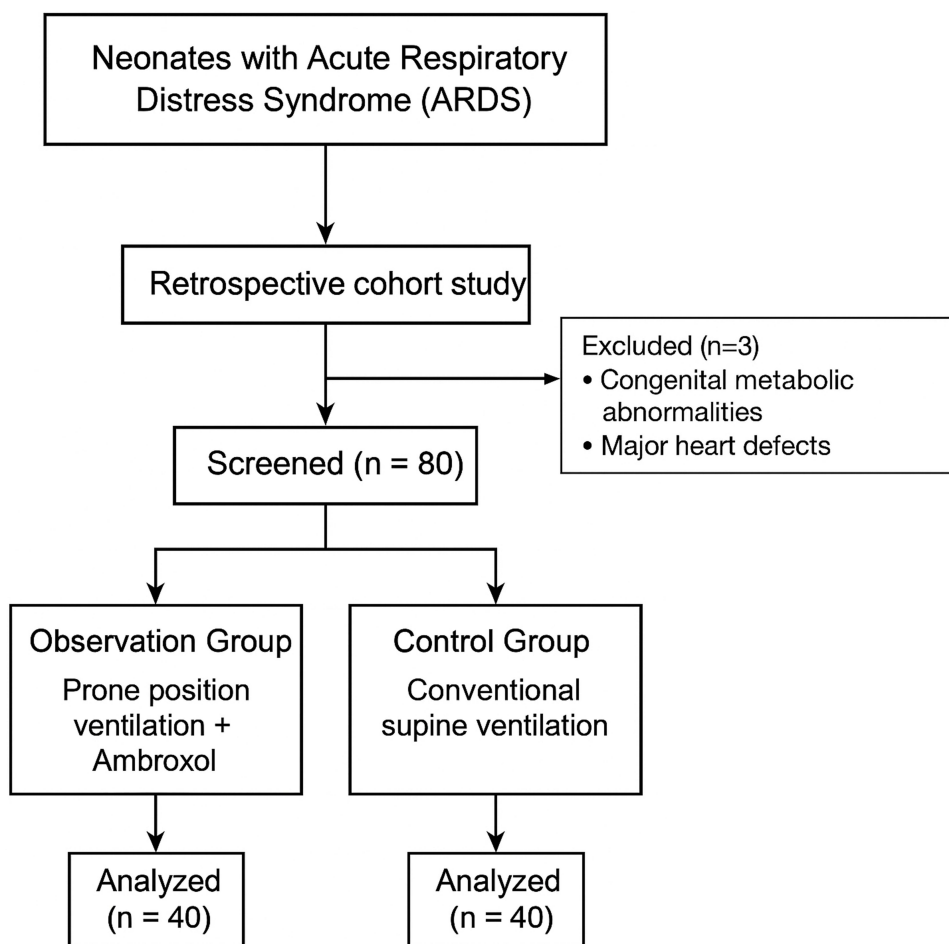 Neonates with Acute Respiratory
Distress Syndrome (ARDS)
Retrospective cohort study
Excluded (n=3)
• Congenital metabolic
abnormalities
• Major heart defects
Screened (n = 80)
Observation Group
Prone position
ventilation +
Ambroxol
Control Group
Conventional
supine ventilation
Analyzed
(n = 40)
Analyzed
(n = 40)